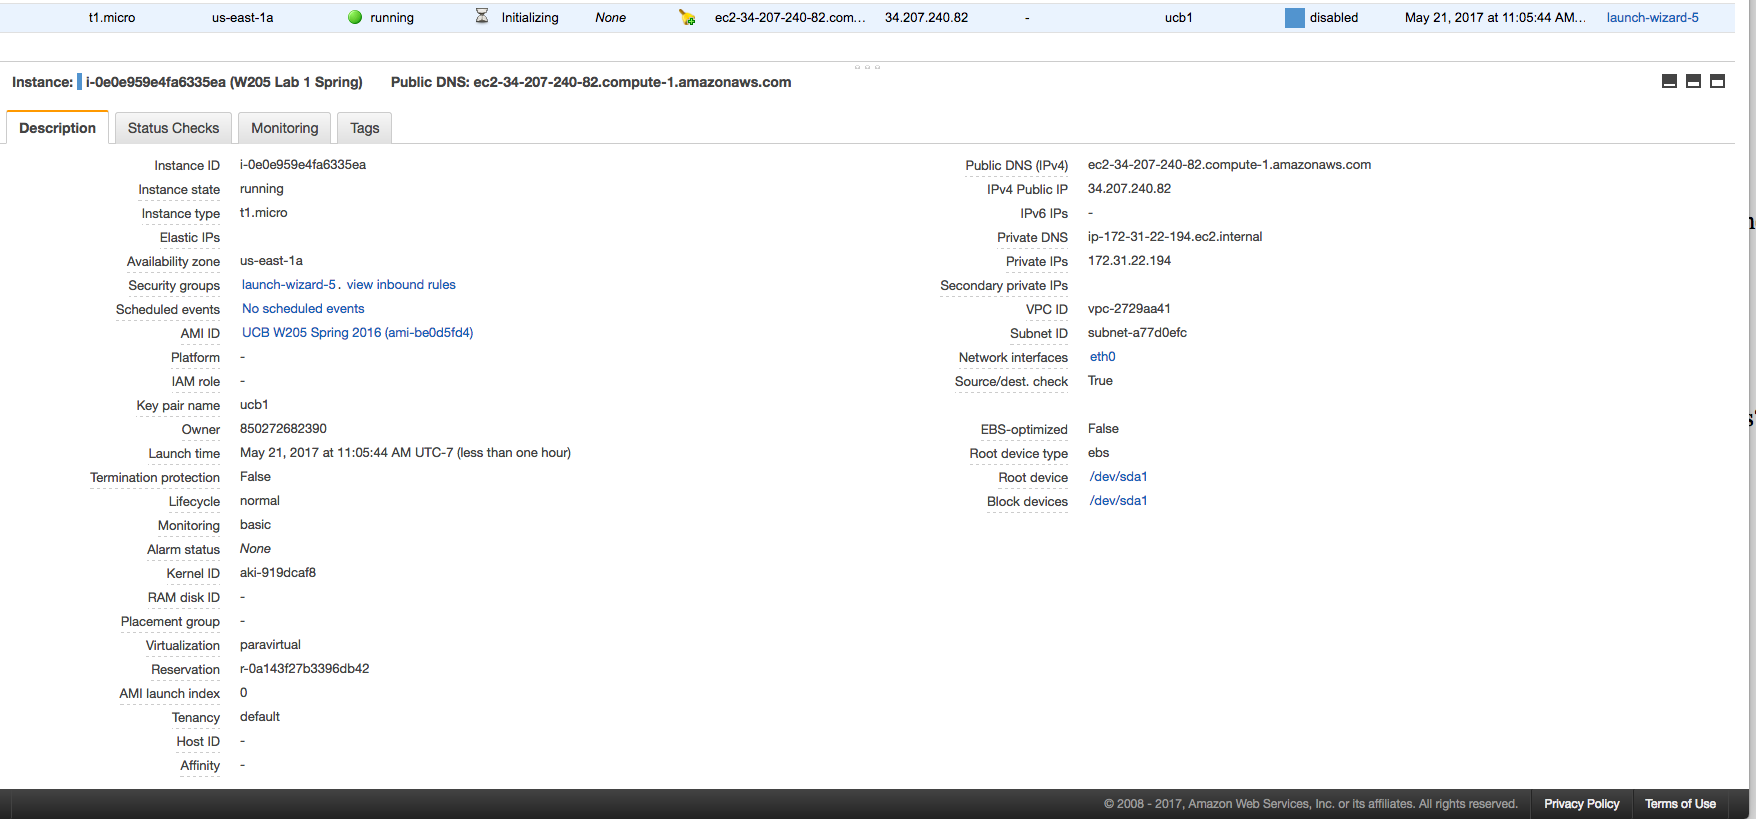 t1.micro us-east-1a running Initializing None ec2-34-207-240-82.com... 34.207.240.82 - ucb1 disabled May 21, 2017 at 11:05:44 AM... launch-wizard-5
Instance: i-0e0e959e4fa6335ea (W205 Lab 1 Spring) Public DNS: ec2-34-207-240-82.compute-1.amazonaws.com
Description Status Checks Monitoring Tags
Instance ID i-0e0e959e4fa6335ea
Instance state running
Instance type t1.micro
Elastic IPs
Availability zone us-east-1a
Security groups launch-wizard-5. view inbound rules
Scheduled events No scheduled events
AMI ID UCB W205 Spring 2016 (ami-be0d5fd4)
Platform -
IAM role -
Key pair name ucb1
Owner 850272682390
Launch time May 21, 2017 at 11:05:44 AM UTC-7 (less than one hour)
Termination protection False
Lifecycle normal
Monitoring basic
Alarm status None
Kernel ID aki-919dcaf8
RAM disk ID -
Placement group -
Virtualization paravirtual
Reservation r-0a143f27b3396db42
AMI launch index 0
Tenancy default
Host ID -
Affinity -
Public DNS (IPv4) ec2-34-207-240-82.compute-1.amazonaws.com
IPv4 Public IP 34.207.240.82
IPv6 IPs -
Private DNS ip-172-31-22-194.ec2.internal
Private IPs 172.31.22.194
Secondary private IPs
VPC ID vpc-2729aa41
Subnet ID subnet-a77d0efc
Network interfaces eth0
Source/dest. check True
EBS-optimized False
Root device type ebs
Root device /dev/sda1
Block devices /dev/sda1
© 2008 - 2017, Amazon Web Services, Inc. or its affiliates. All rights reserved. Privacy Policy Terms of Use